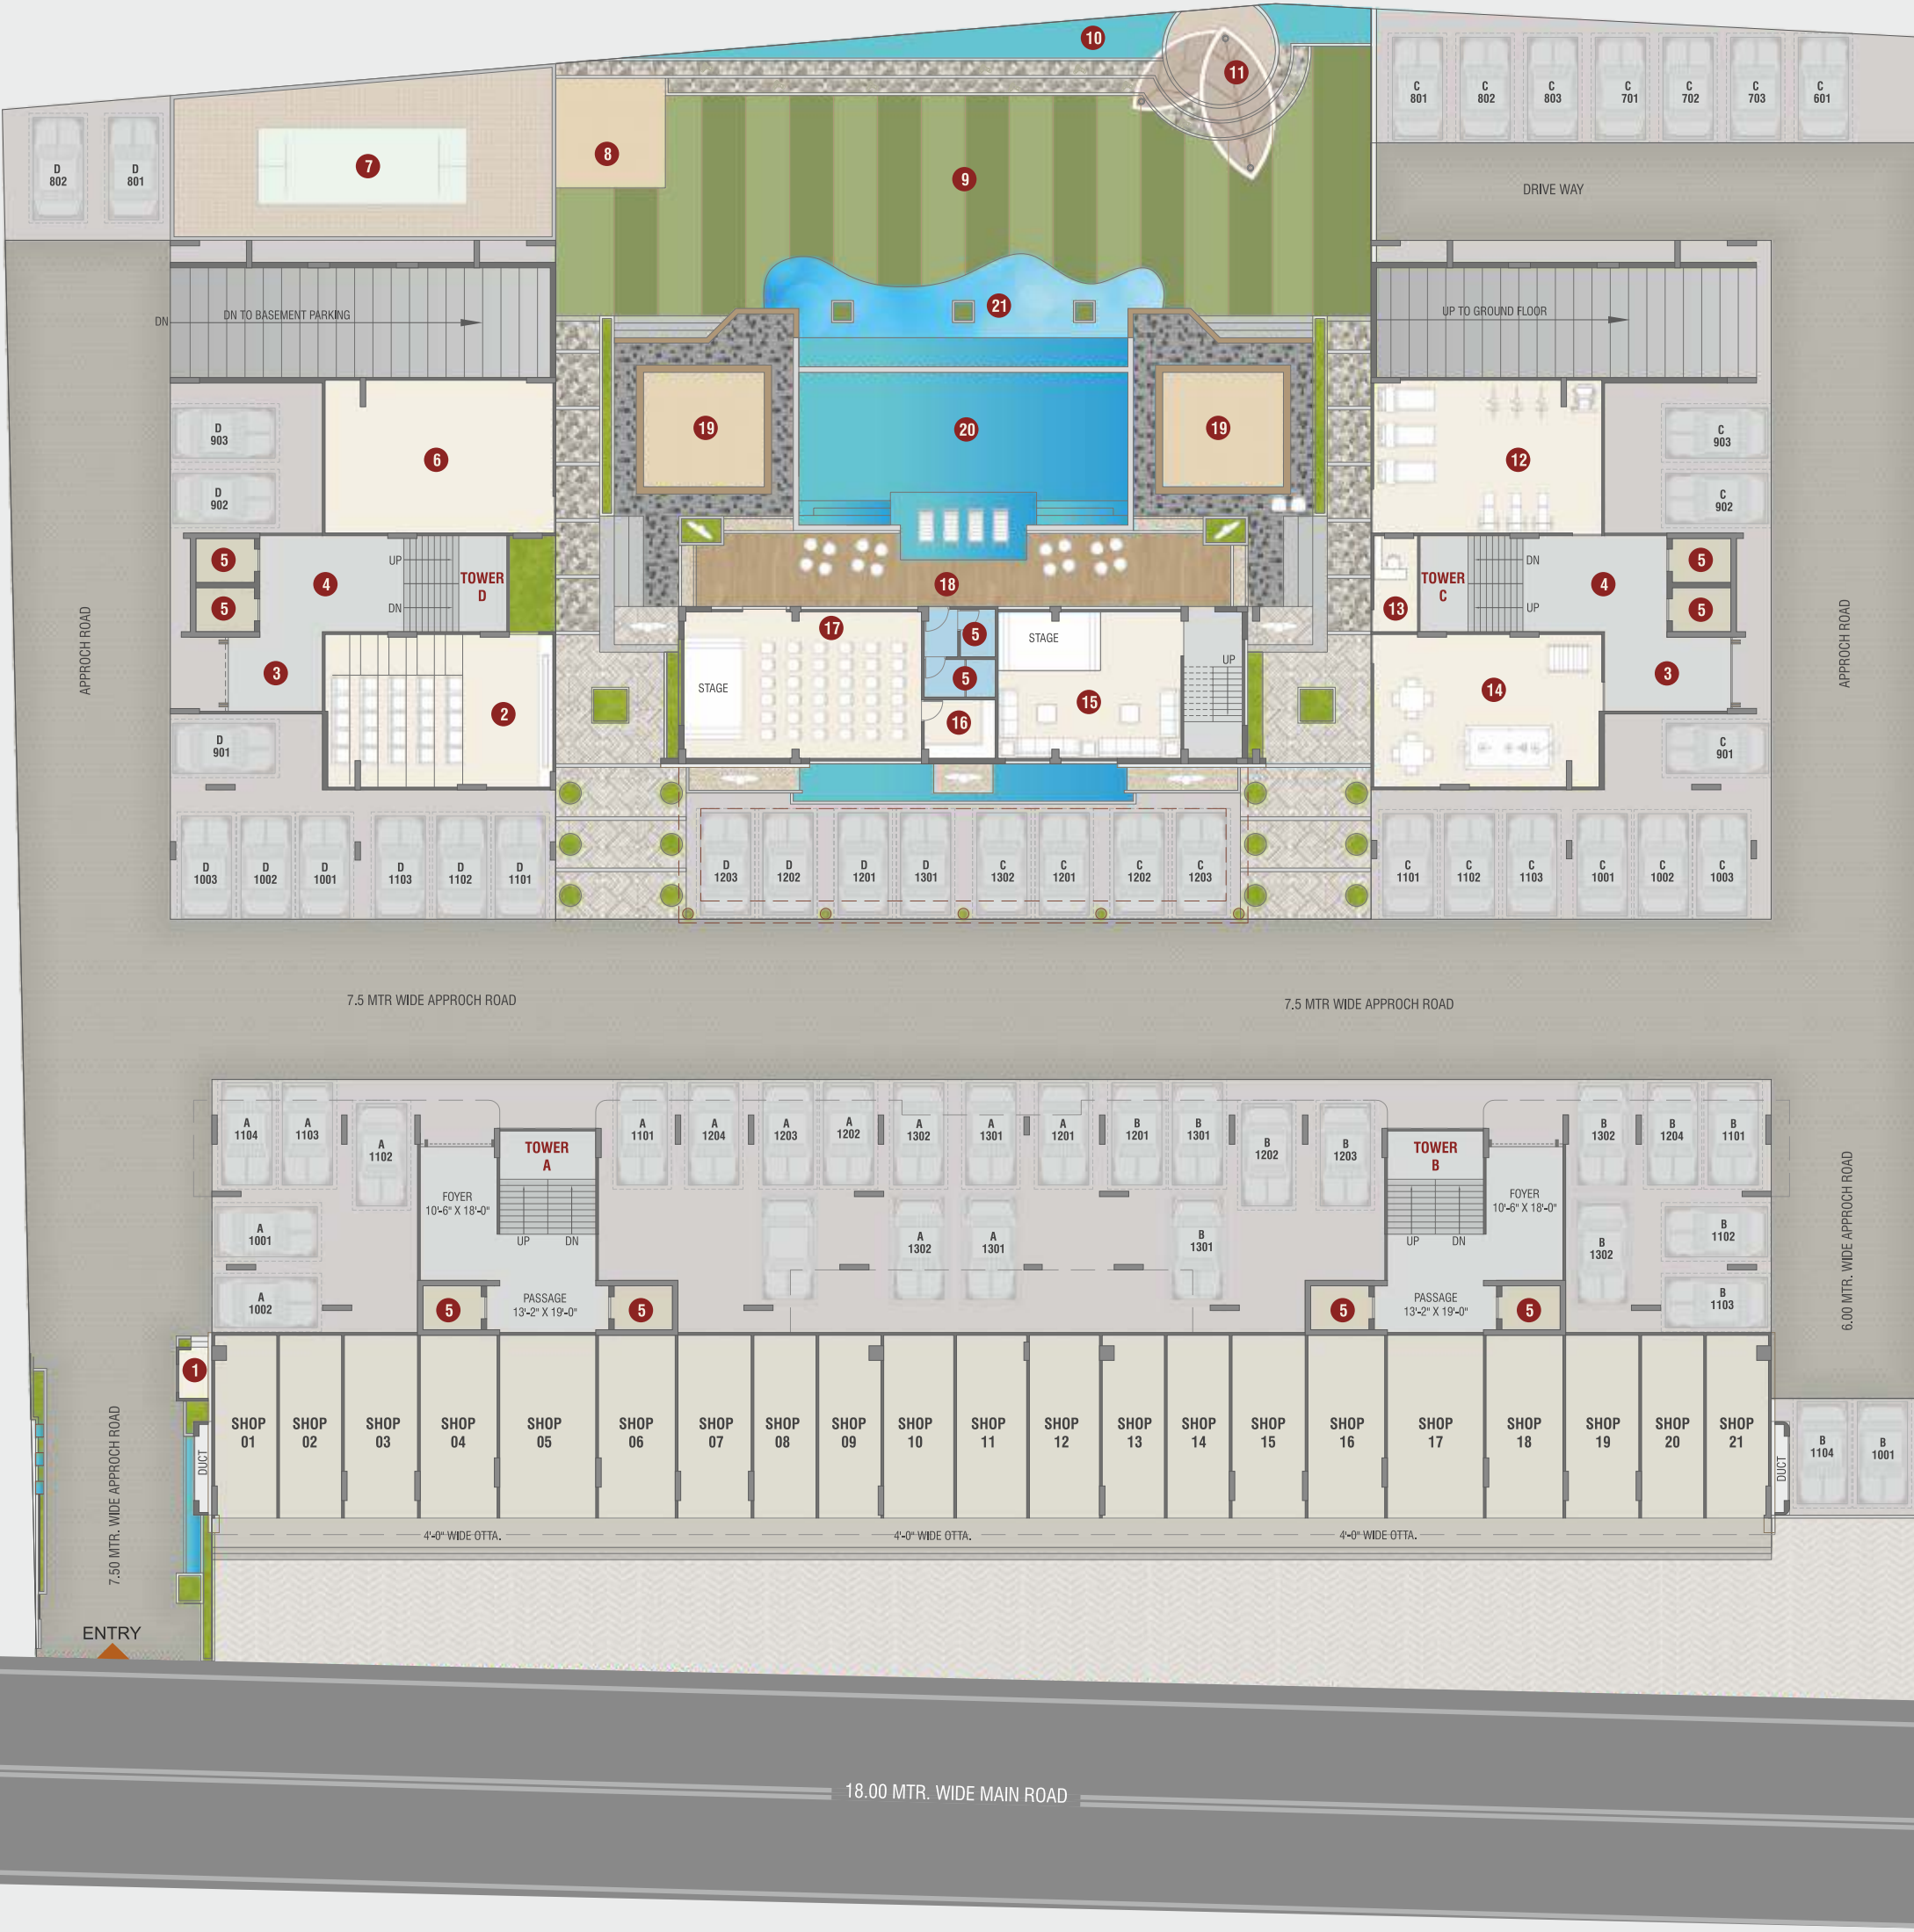 10
11
C
801
C
802
C
803
C
701
C
702
C
703
C
601
D
802
D
801
7
8
9
DRIVE WAY
DN
DN TO BASEMENT PARKING
21
UP TO GROUND FLOOR
D
903
D
902
6
19
20
19
12
C
903
C
902
5
5
4
UP
DN
TOWER
D
18
13
TOWER
C
DN
UP
4
5
5
APPROCH ROAD
APPROCH ROAD
3
2
STAGE
17
5
5
16
STAGE
15
UP
14
3
D
901
C
901
D
1003
D
1002
D
1001
D
1103
D
1102
D
1101
D
1203
D
1202
D
1201
D
1301
C
1302
C
1201
C
1202
C
1203
C
1101
C
1102
C
1103
C
1001
C
1002
C
1003
7.5 MTR WIDE APPROCH ROAD
7.5 MTR WIDE APPROCH ROAD
A
1104
A
1103
A
1102
TOWER
A
A
1101
A
1204
A
1203
A
1202
A
1302
A
1301
A
1201
B
1201
B
1301
B
1202
B
1203
TOWER
B
B
1302
B
1204
B
1101
FOYER
10'-6" X 18'-0"
FOYER
10'-6" X 18'-0"
A
1001
UP
DN
A
1302
A
1301
B
1301
UP
DN
B
1302
B
1102
A
1002
5
PASSAGE
13'-2" X 19'-0"
5
5
PASSAGE
13'-2" X 19'-0"
5
B
1103
6.00 MTR. WIDE APPROCH ROAD
1
SHOP
01
SHOP
02
SHOP
03
SHOP
04
SHOP
05
SHOP
06
SHOP
07
SHOP
08
SHOP
09
SHOP
10
SHOP
11
SHOP
12
SHOP
13
SHOP
14
SHOP
15
SHOP
16
SHOP
17
SHOP
18
SHOP
19
SHOP
20
SHOP
21
DUCT
DUCT
B
1104
B
1001
7.50 MTR. WIDE APPROCH ROAD
4'-0" WIDE OTTA.
4'-0" WIDE OTTA.
4'-0" WIDE OTTA.
ENTRY
18.00 MTR. WIDE MAIN ROAD